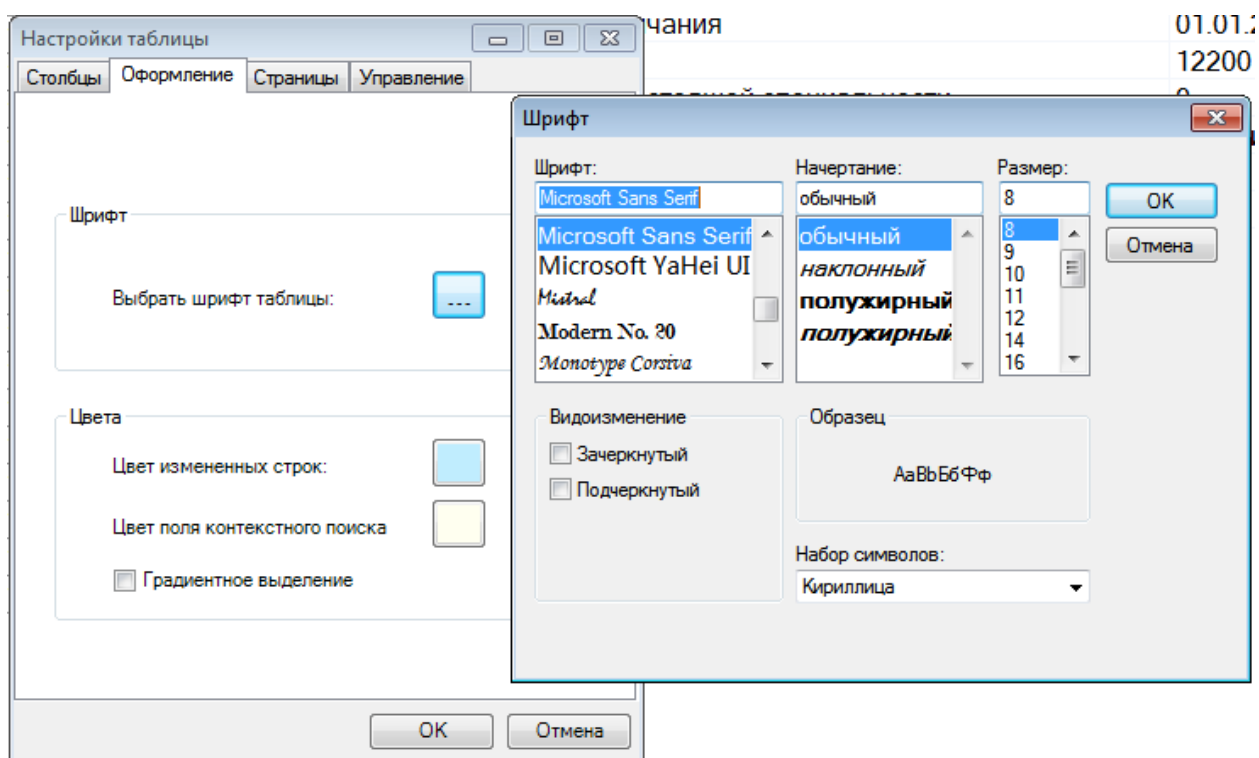 Настройки таблицы
Столбцы Оформление Страницы Управление
Шрифт
Выбрать шрифт таблицы: ...
Цвета
Цвет измененных строк:
Цвет поля контекстного поиска
Градиентное выделение
OK Отмена
чания 01.01.2
12200
Шрифт
Шрифт: Начертание: Размер:
Microsoft Sans Serif обычный 8 OK
Microsoft Sans Serif обычный 8 Отмена
Microsoft YaHei UI наклонный 9
Mistral полужирный 10
Modern No. 20 полужирный 11
Monotype Corsiva 12
14
16
Видоизменение Образец
Зачеркнутый АаВbБбФф
Подчеркнутый
Набор символов:
Кириллица